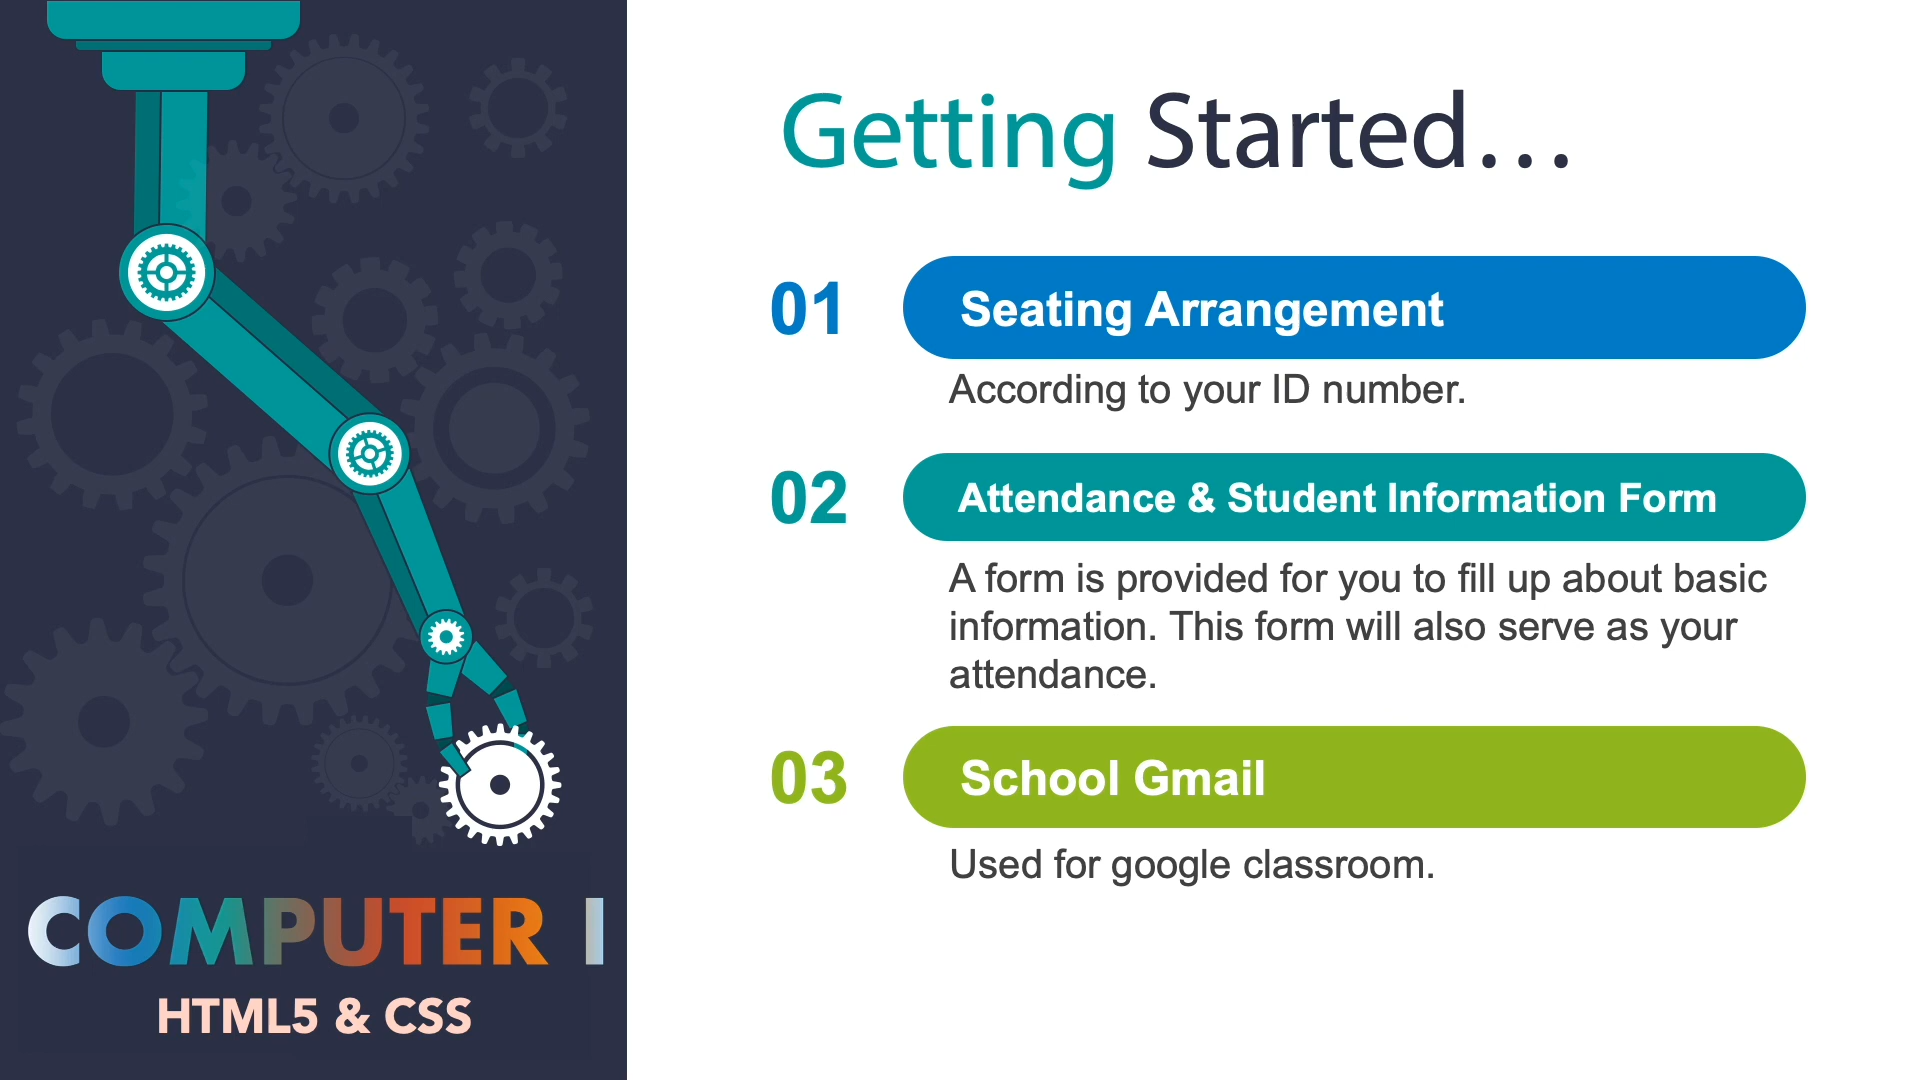 Getting Started…
01 Seating Arrangement
According to your ID number.
02 Attendance & Student Information Form
A form is provided for you to fill up about basic
information. This form will also serve as your
attendance.
03 School Gmail
Used for google classroom.
COMPUTER I
HTML5 & CSS